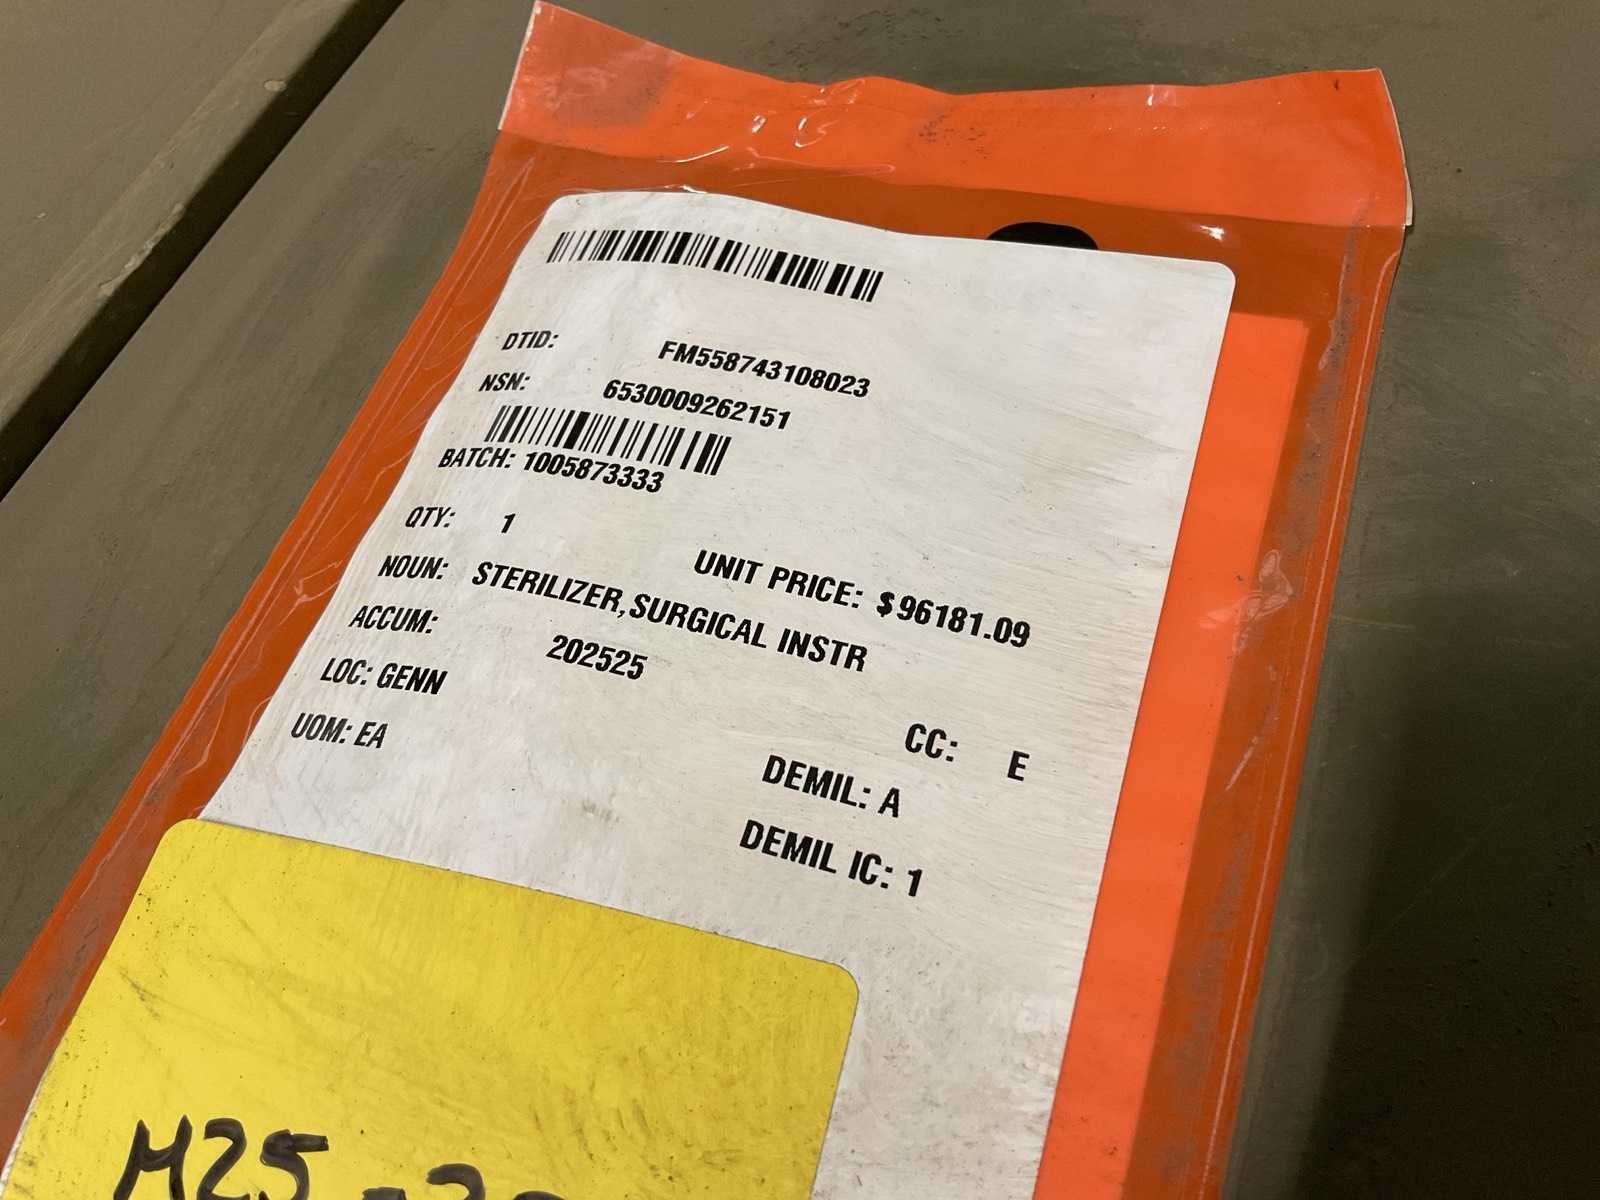 DTID: FM558743108023
NSN: 6530009262151
BATCH: 1005873333
QTY: 1 UNIT PRICE: $96181.09
NOUN: STERILIZER,SURGICAL INSTR
ACCUM: 202525
LOC: GENN CC: E
UOM: EA DEMIL: A
DEMIL IC: 1